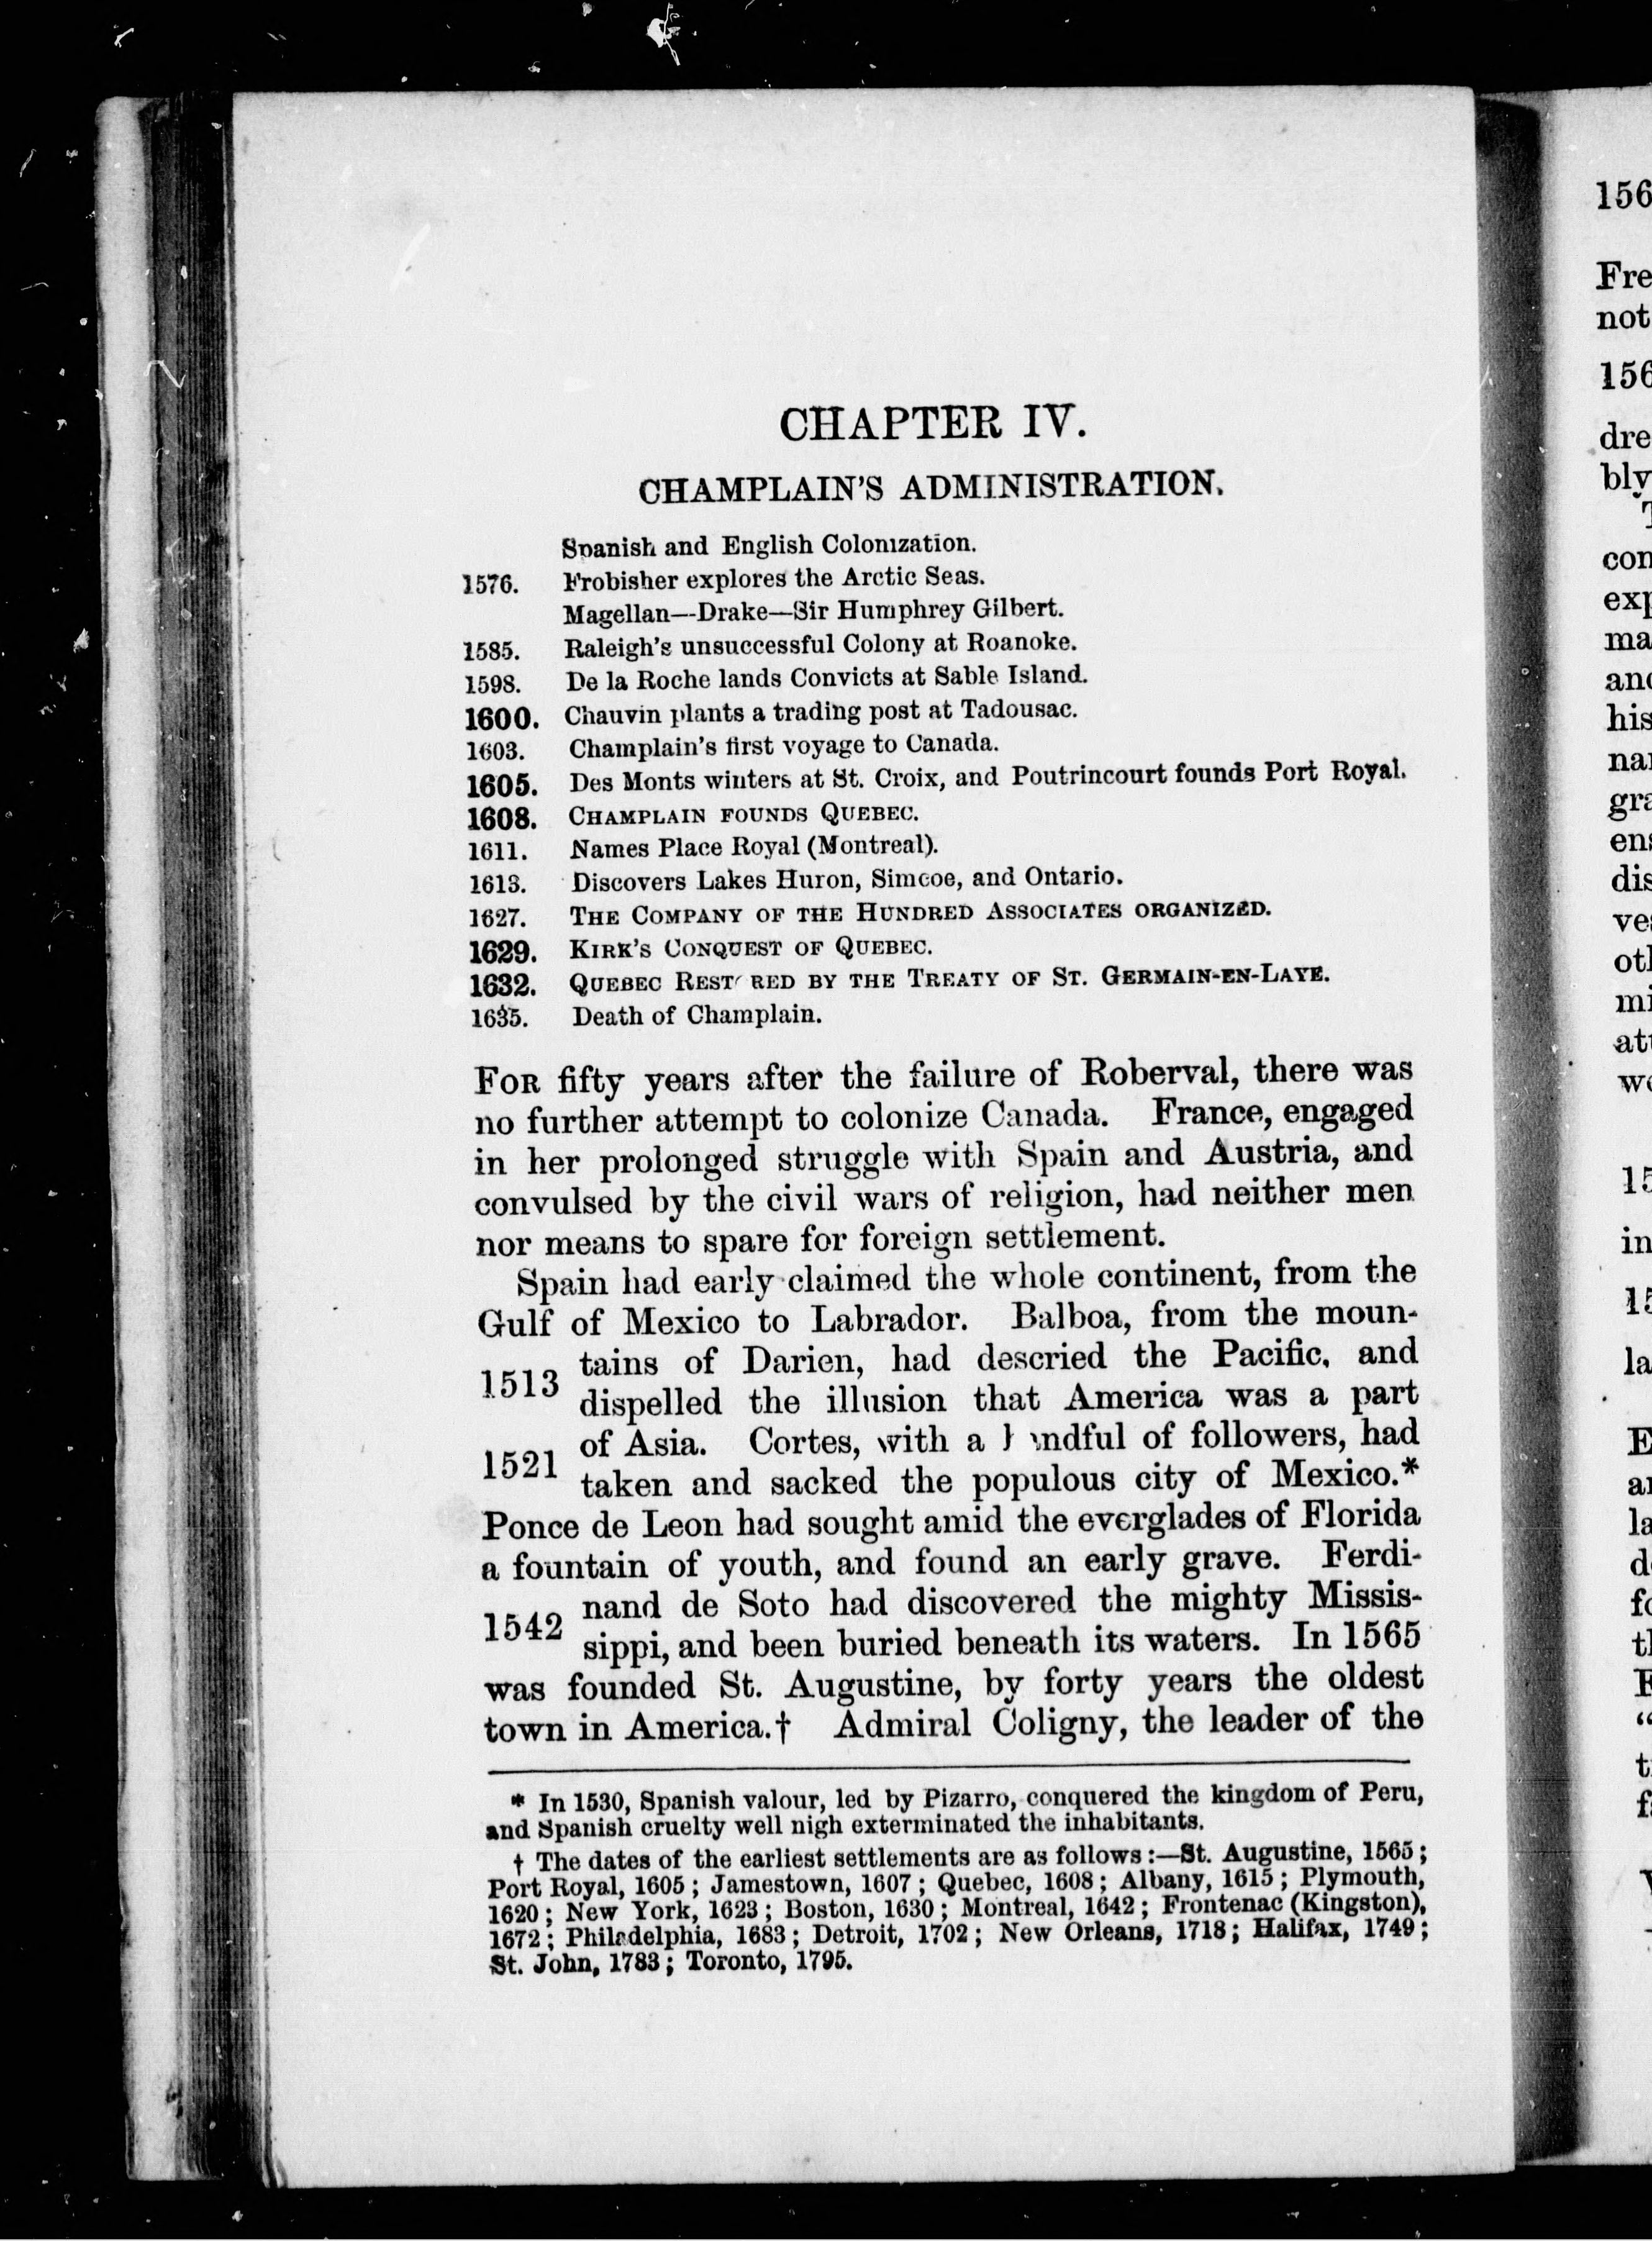 CHAPTER IV.
CHAMPLAIN'S ADMINISTRATION.
Spanish and English Colonization.
1576. Frobisher explores the Arctic Seas.
Magellan—Drake—Sir Humphrey Gilbert.
1585. Raleigh's unsuccessful Colony at Roanoke.
1598. De la Roche lands Convicts at Sable Island.
1600. Chauvin plants a trading post at Tadousac.
1603. Champlain's first voyage to Canada.
1605. Des Monts winters at St. Croix, and Poutrincourt founds Port Royal.
1608. CHAMPLAIN FOUNDS QUEBEC.
1611. Names Place Royal (Montreal).
1613. Discovers Lakes Huron, Simcoe, and Ontario.
1627. THE COMPANY OF THE HUNDRED ASSOCIATES ORGANIZED.
1629. KIRK'S CONQUEST OF QUEBEC.
1632. QUEBEC RESTORED BY THE TREATY OF ST. GERMAIN-EN-LAYE.
1635. Death of Champlain.
FOR fifty years after the failure of Roberval, there was
no further attempt to colonize Canada. France, engaged
in her prolonged struggle with Spain and Austria, and
convulsed by the civil wars of religion, had neither men
nor means to spare for foreign settlement.
Spain had early claimed the whole continent, from the
Gulf of Mexico to Labrador. Balboa, from the moun-
1513 tains of Darien, had descried the Pacific, and
dispelled the illusion that America was a part
1521 of Asia. Cortes, with a handful of followers, had
taken and sacked the populous city of Mexico.*
Ponce de Leon had sought amid the everglades of Florida
a fountain of youth, and found an early grave. Ferdi-
1542 nand de Soto had discovered the mighty Missis-
sippi, and been buried beneath its waters. In 1565
was founded St. Augustine, by forty years the oldest
town in America.† Admiral Coligny, the leader of the
* In 1530, Spanish valour, led by Pizarro, conquered the kingdom of Peru,
and Spanish cruelty well nigh exterminated the inhabitants.
† The dates of the earliest settlements are as follows:—St. Augustine, 1565;
Port Royal, 1605; Jamestown, 1607; Quebec, 1608; Albany, 1615; Plymouth,
1620; New York, 1623; Boston, 1630; Montreal, 1642; Frontenac (Kingston),
1672; Philadelphia, 1683; Detroit, 1702; New Orleans, 1718; Halifax, 1749;
St. John, 1783; Toronto, 1795.